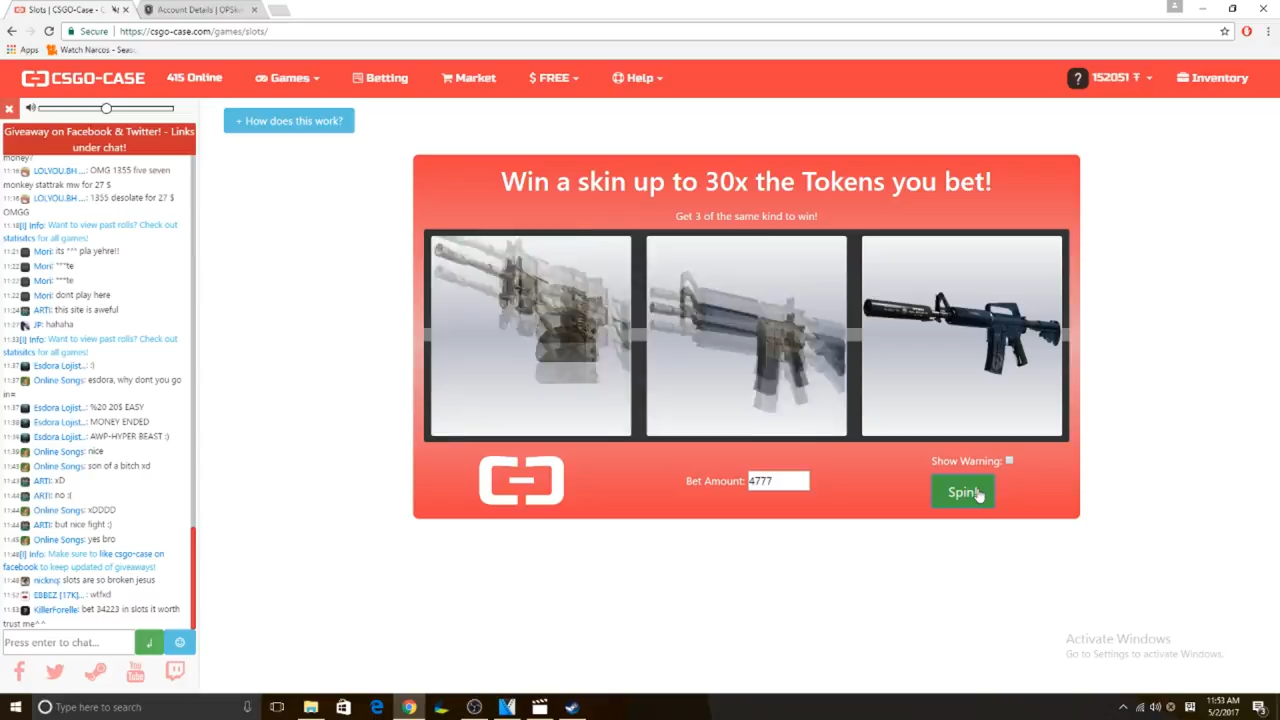 Slots | CSGO-Case - C
Account Details | OPSk
Secure
https://csgo-case.com/games/slots/
Apps
Watch Narcos - Seas
CSGO-CASE
415 Online
Games
Betting
Market
$ FREE
Help
?
152051
Inventory
Giveaway on Facebook & Twitter! - Links
under chat!
money?
11:16 LOLYOU.BH ...: OMG 1355 five seven
monkey stattrak mw for 27 $
11:16 LOLYOU.BH ...: 1355 desolate for 27 $
OMGG
11:18[!] Info: Want to view past rolls? Check out
statisitcs for all games!
11:21 Mori: its *** pla yehre!!
11:22 Mori: ***te
11:22 Mori: ***te
11:22 Mori: dont play here
11:24 ARTI: this site is aweful
11:27 JP: hahaha
11:33[!] Info: Want to view past rolls? Check out
statisitcs for all games!
11:37 Esdora Lojist...: :)
11:37 Online Songs: esdora, why dont you go
in=
11:37 Esdora Lojist...: %20 20$ EASY
11:38 Esdora Lojist...: MONEY ENDED
11:39 Esdora Lojist...: AWP-HYPER BEAST :)
11:39 Online Songs: nice
11:43 Online Songs: son of a bitch xd
11:43 ARTI: xD
11:44 ARTI: no :(
11:44 Online Songs: xDDDD
11:44 ARTI: but nice fight :)
11:45 Online Songs: yes bro
11:48[!] Info: Make sure to like csgo-case on
facebook to keep updated of giveaways!
11:48 nicknq: slots are so broken jesus
11:52 EBBEZ [17K]...: wtfxd
11:53 KillerForelle: bet 34223 in slots it worth
trust me^^
Press enter to chat...
You
Tube
+ How does this work?
Win a skin up to 30x the Tokens you bet!
Get 3 of the same kind to win!
Bet Amount: 4777
Show Warning:
Spin!
Activate Windows
Go to Settings to activate Windows.
Type here to search
11:53 AM
5/2/2017